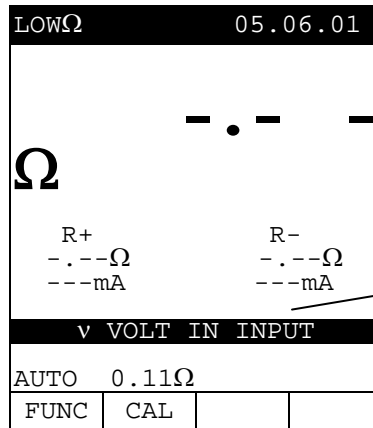 LOWΩ 05.06.01
-.- -
Ω
R+ R-
-.--Ω -.--Ω
---mA ---mA
ν VOLT IN INPUT
AUTO 0.11Ω
FUNC CAL